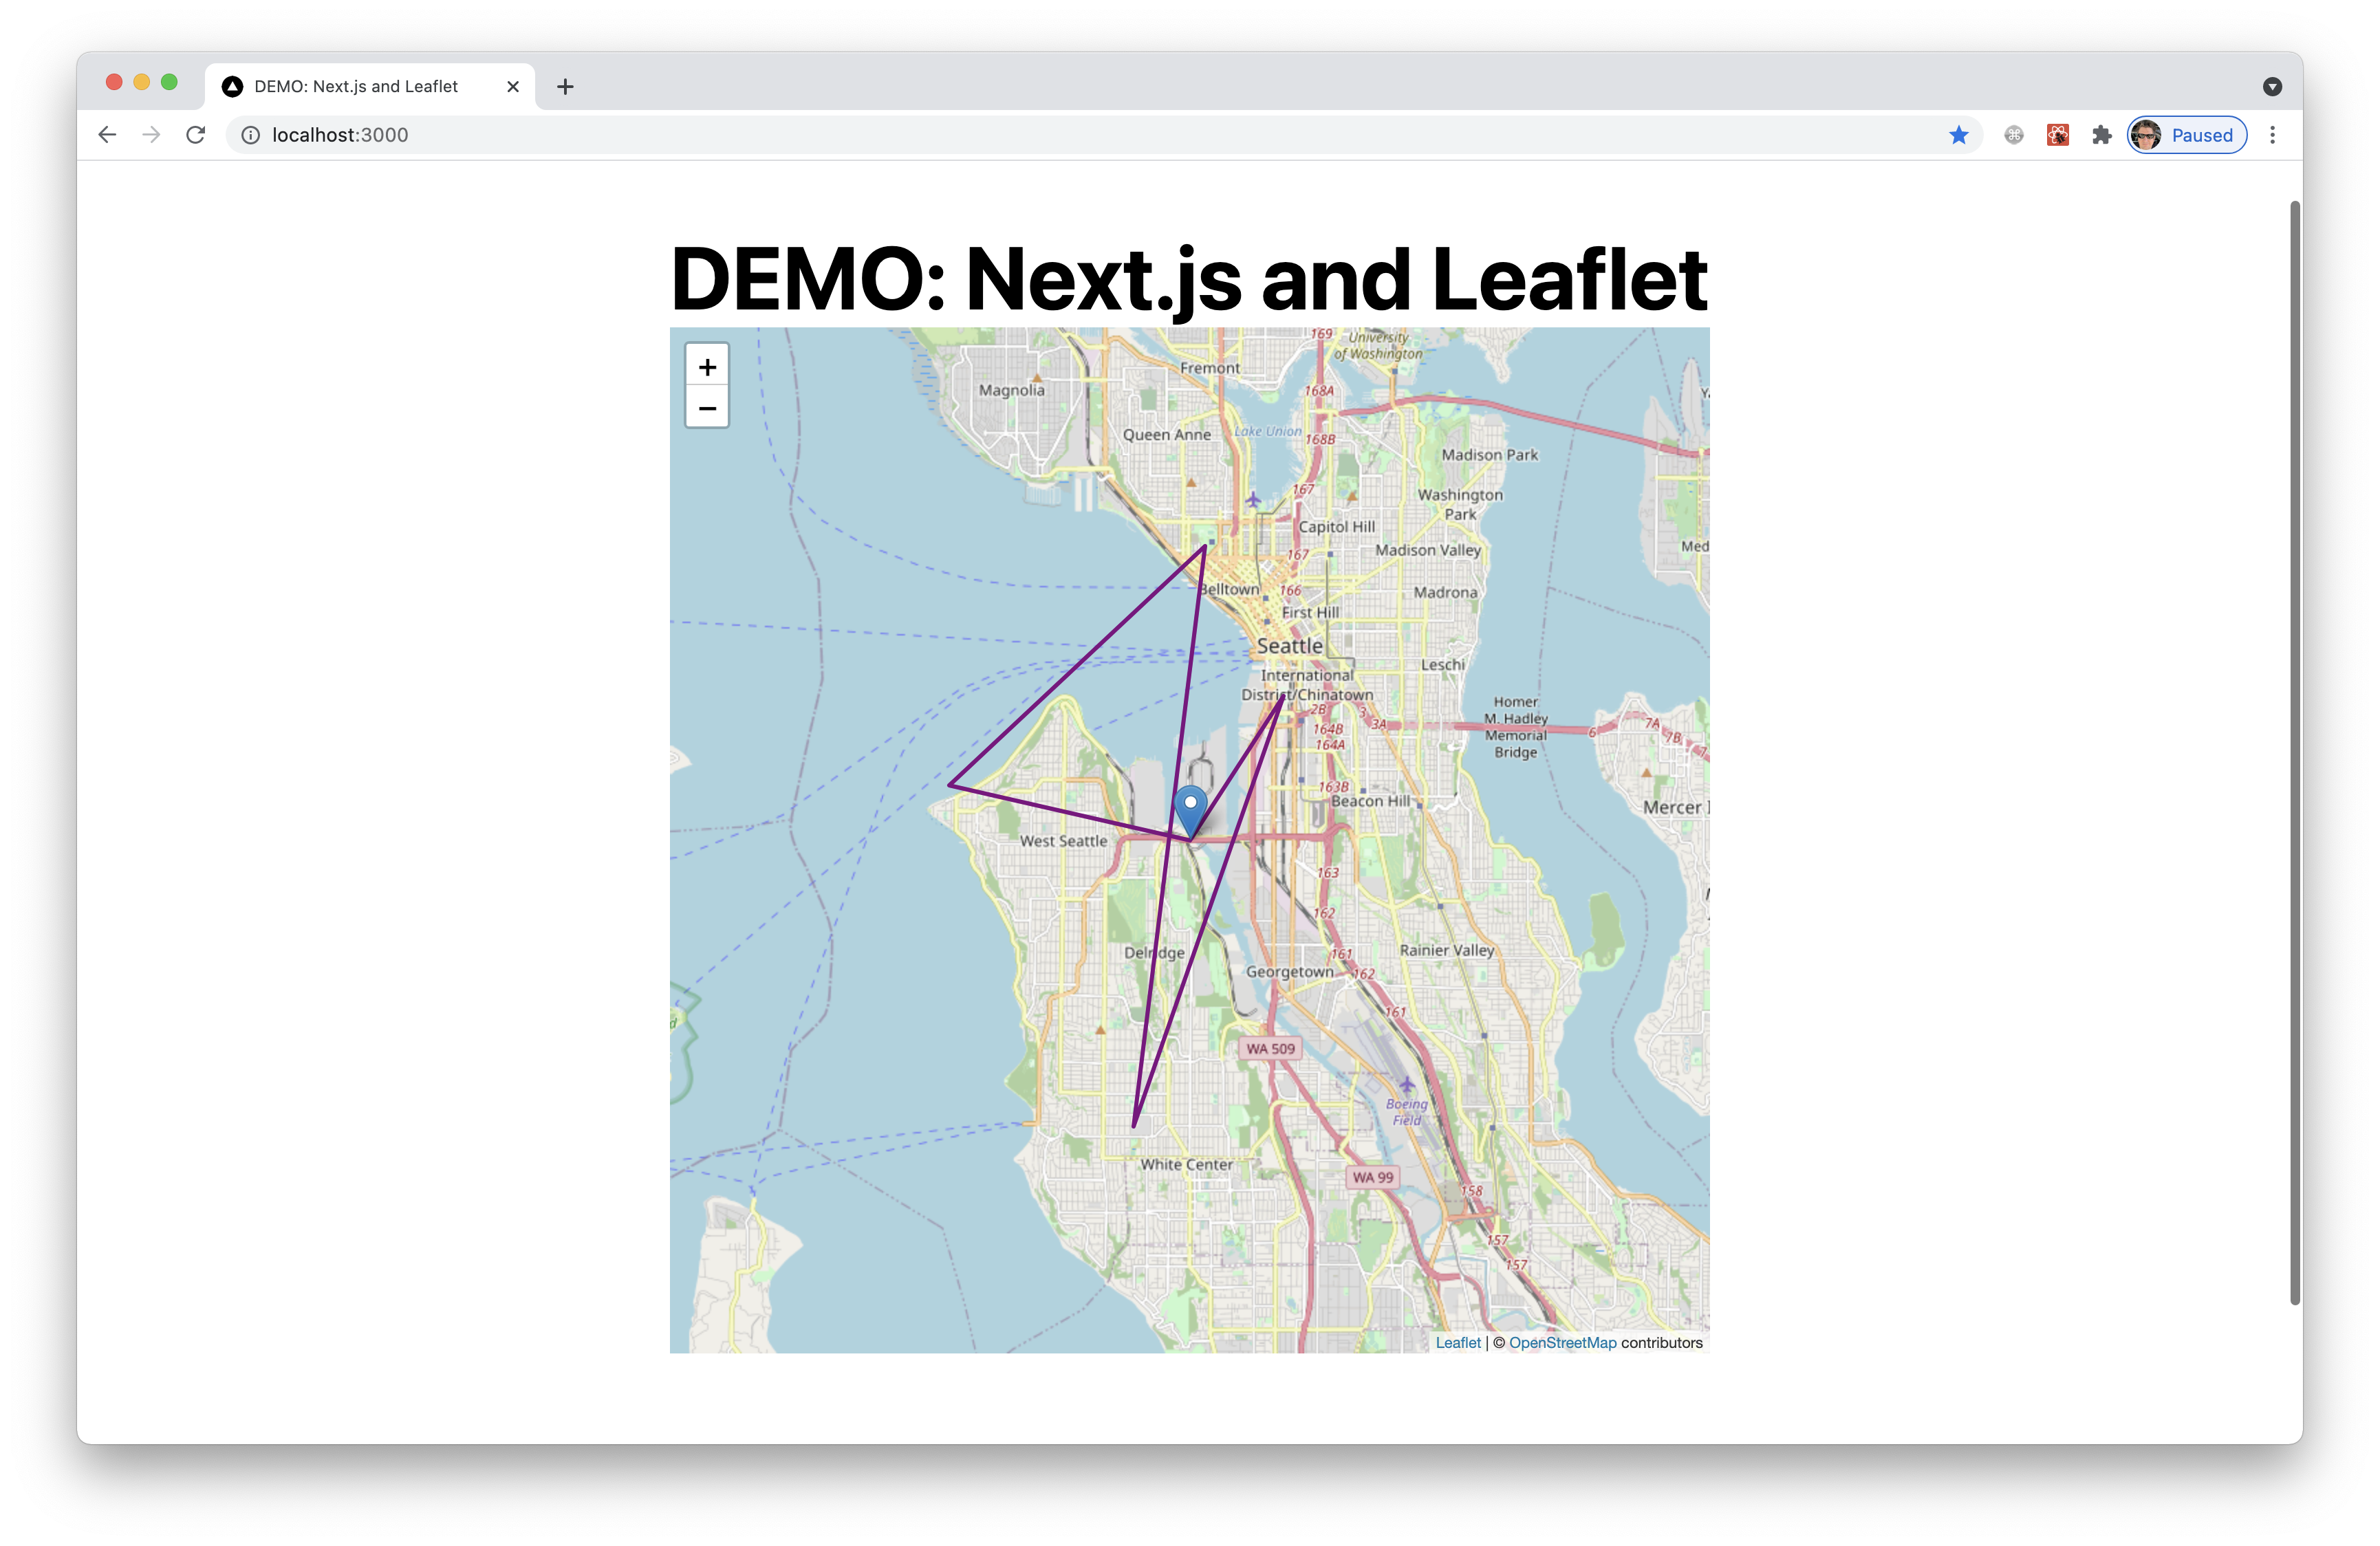 DEMO: Next.js and Leaflet
localhost:3000
Paused
DEMO: Next.js and Leaflet
+
−
169
University
of Washington
Fremont
Magnolia
168A
Queen Anne
Lake Union
168B
Madison Park
167
Washington
Park
Capitol Hill
Madison Valley
Med
167
Belltown
166
Madrona
First Hill
Seattle
Leschi
International
District/Chinatown
2B
3
3A
164B
164A
Homer
M. Hadley
Memorial
Bridge
6
7A
7B
163B
Beacon Hill
Mercer I
West Seattle
163
162
Delridge
161
Rainier Valley
Georgetown
162
d
161
WA 509
Boeing
Field
White Center
WA 99
158
157
157
Leaflet | © OpenStreetMap contributors